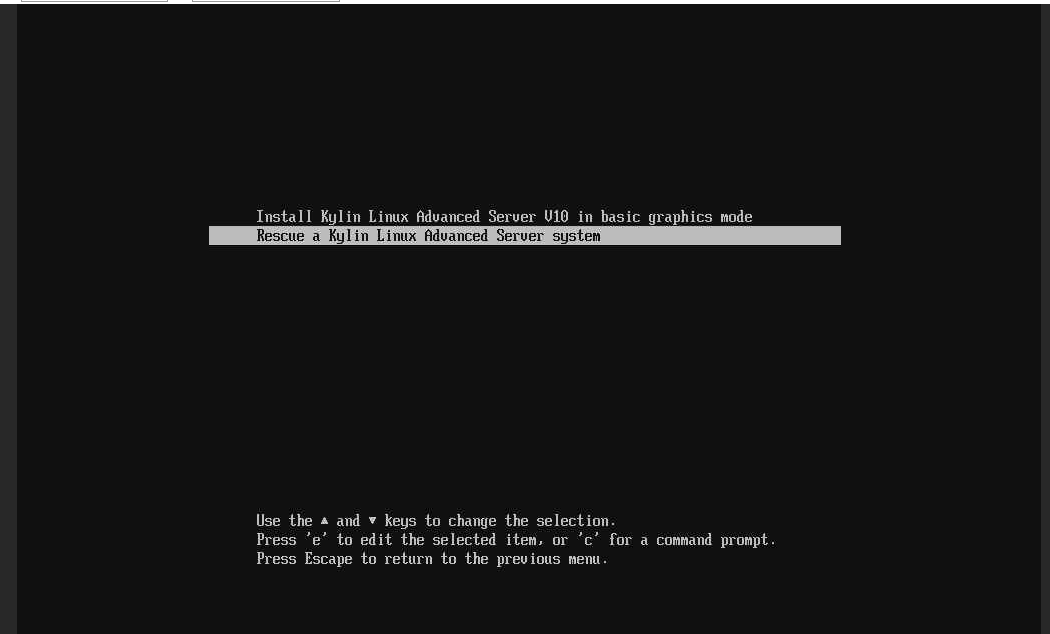 Install Kylin Linux Advanced Server V10 in basic graphics mode
Rescue a Kylin Linux Advanced Server system
Use the ▲ and ▼ keys to change the selection.
Press 'e' to edit the selected item, or 'c' for a command prompt.
Press Escape to return to the previous menu.